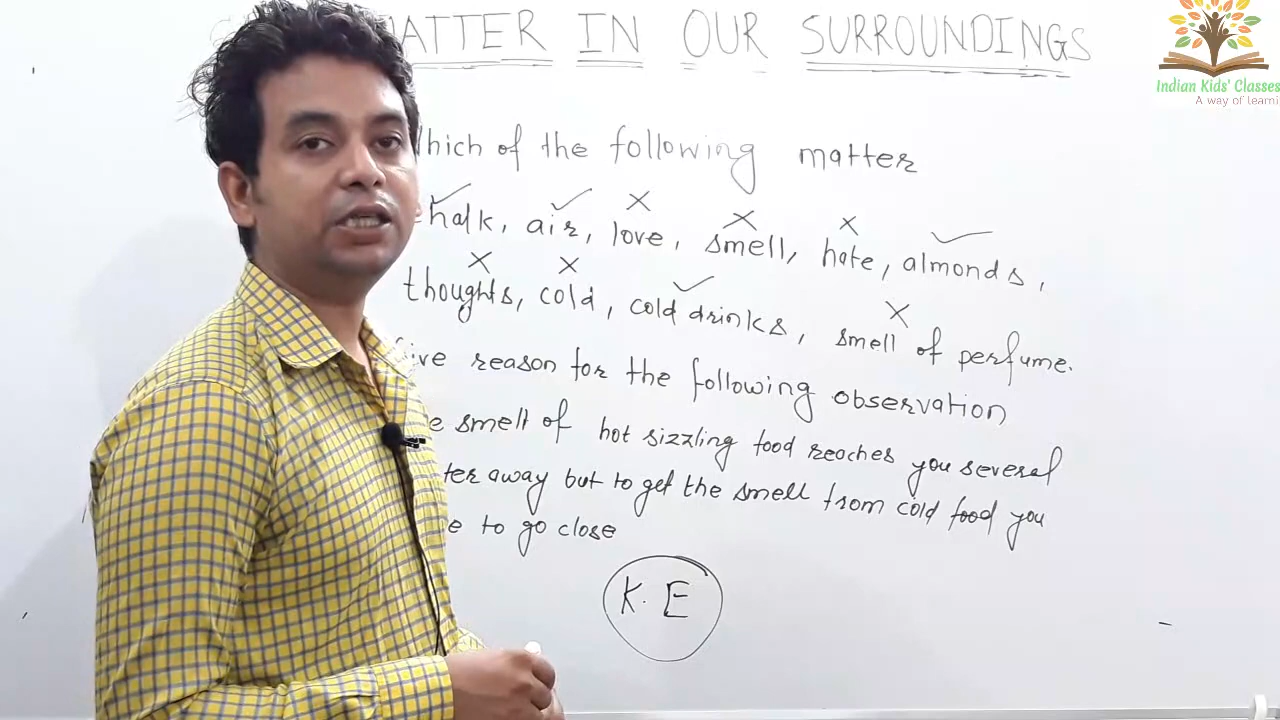 ATTER IN OUR SURROUNDINGS
Indian Kids' Classes
A way of learni
hich of the following matter
halk, air, love, smell, hate, almonds,
thoughts, cold, cold drinks, smell of perfume.
ive reason for the following observation
e smell of hot sizzling food reaches you several
ter away but to get the smell from cold food you
e to go close
K. E